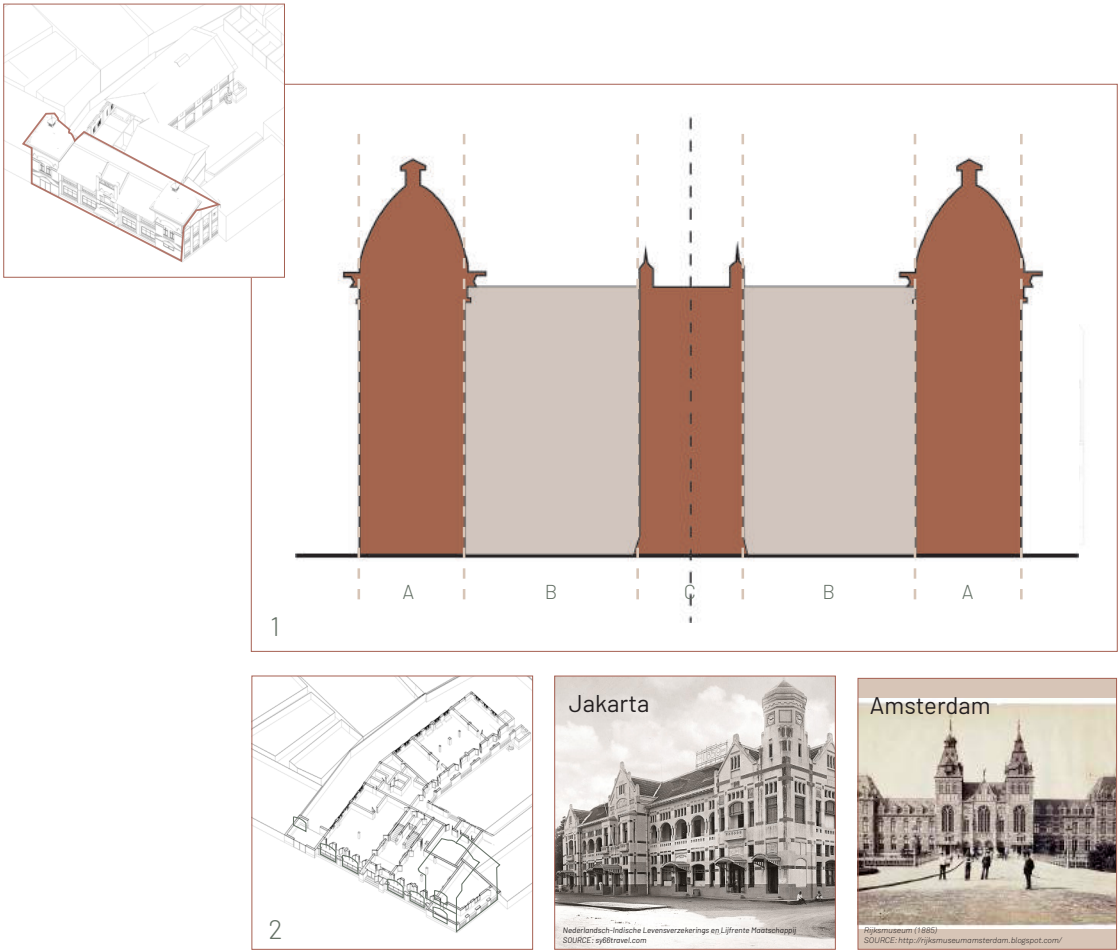 A
B
C
B
A
1
2
Jakarta
Nederlandsch-Indische Levensverzekerings en Lijfrente Maatschappij
SOURCE: sy60travel.com
Amsterdam
Rijksmuseum (1885)
SOURCE: http://rijksmuseumamsterdam.blogspot.com/